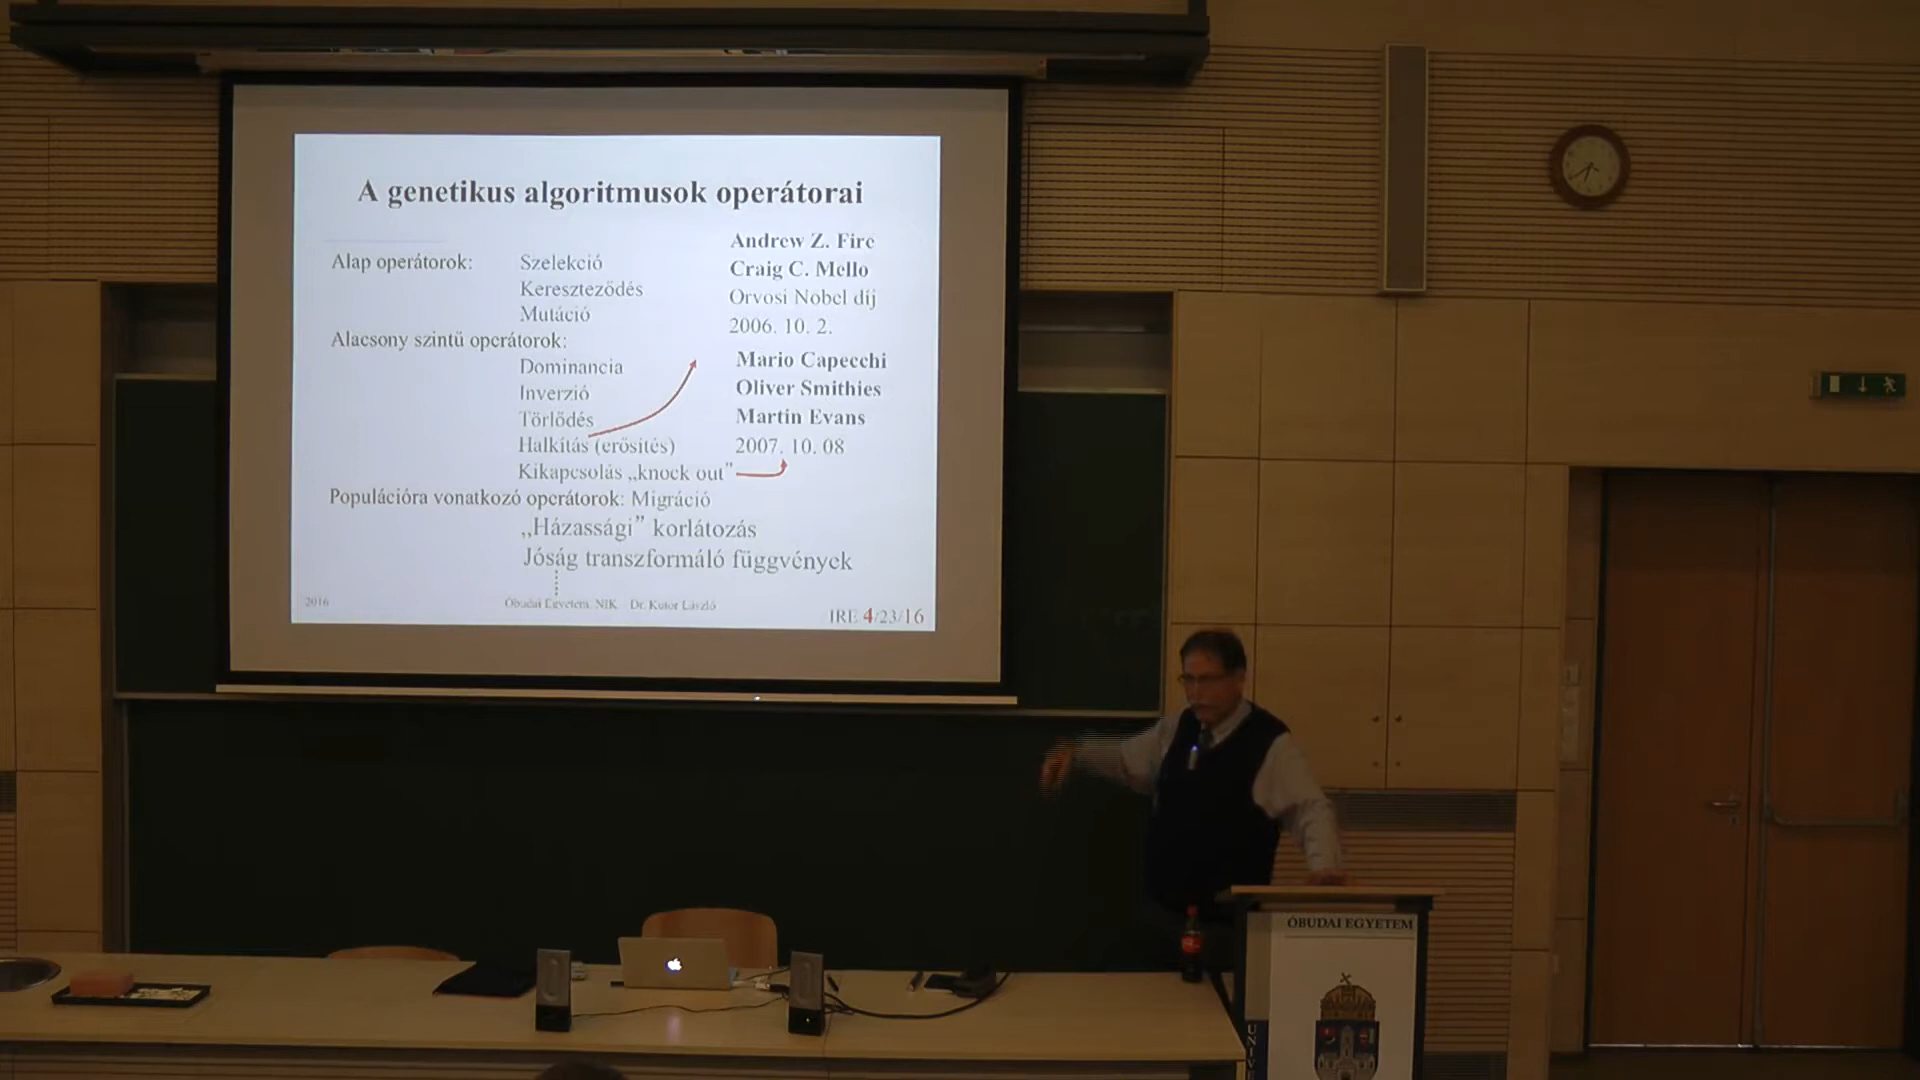 A genetikus algoritmusok operátorai
Alap operátorok:
Szelekció
Kereszteződés
Mutáció
Andrew Z. Fire
Craig C. Mello
Orvosi Nobel díj
2006. 10. 2.
Alacsony szintű operátorok:
Dominancia
Inverzió
Törlődés
Halkítás (erősítés)
Kikapcsolás „knock out”
Mario Capecchi
Oliver Smithies
Martin Evans
2007. 10. 08
Populációra vonatkozó operátorok: Migráció
„Házassági” korlátozás
Jóság transzformáló függvények
2016
Óbudai Egyetem, NIK Dr. Kutor László
IRE 4/23/16
ÓBUDAI EGYETEM